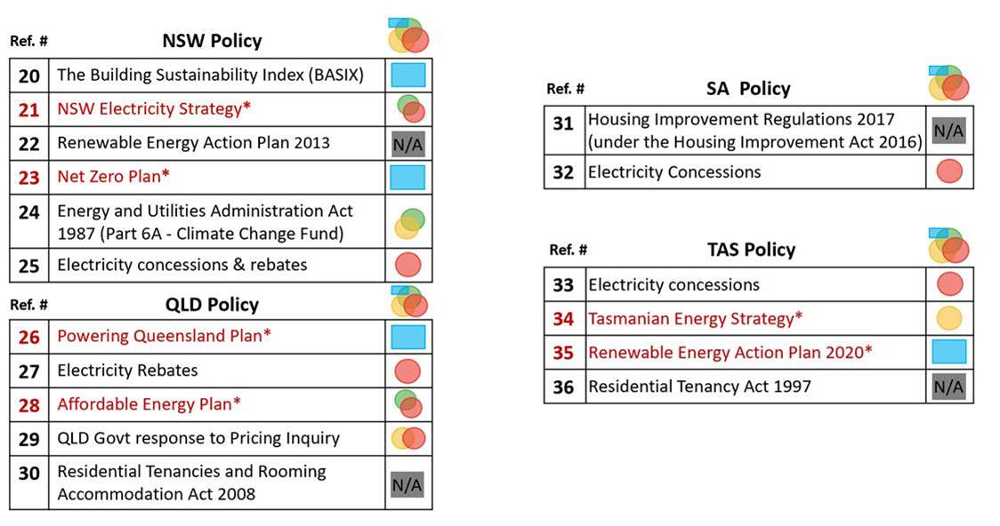 Ref. # NSW Policy
20 The Building Sustainability Index (BASIX)
21 NSW Electricity Strategy*
22 Renewable Energy Action Plan 2013 N/A
23 Net Zero Plan*
24 Energy and Utilities Administration Act
1987 (Part 6A - Climate Change Fund)
25 Electricity concessions & rebates
Ref. # QLD Policy
26 Powering Queensland Plan*
27 Electricity Rebates
28 Affordable Energy Plan*
29 QLD Govt response to Pricing Inquiry
30 Residential Tenancies and Rooming
Accommodation Act 2008 N/A
Ref. # SA Policy
31 Housing Improvement Regulations 2017
(under the Housing Improvement Act 2016) N/A
32 Electricity Concessions
Ref. # TAS Policy
33 Electricity concessions
34 Tasmanian Energy Strategy*
35 Renewable Energy Action Plan 2020*
36 Residential Tenancy Act 1997 N/A